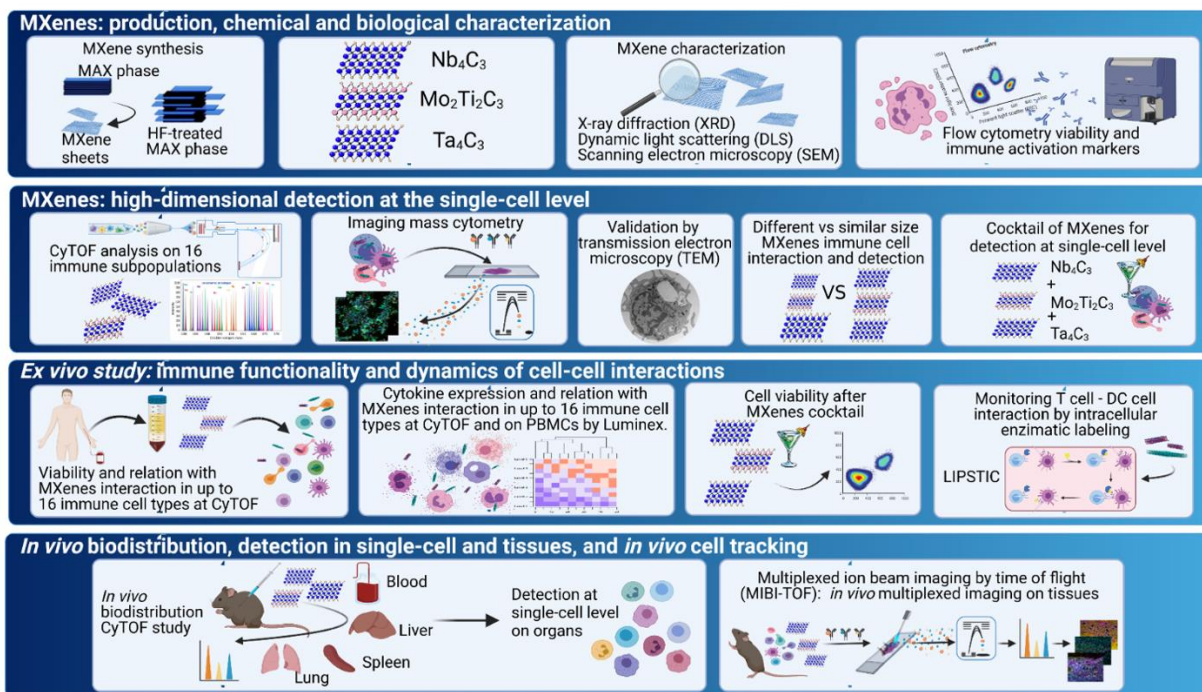 MXenes: production, chemical and biological characterization
MXene synthesis
MAX phase
MXene
sheets
HF-treated
MAX phase
Nb₄C₃
Mo₂Ti₂C₃
Ta₄C₃
MXene characterization
X-ray diffraction (XRD)
Dynamic light scattering (DLS)
Scanning electron microscopy (SEM)
Flow cytometry
Flow cytometry viability and
immune activation markers
MXenes: high-dimensional detection at the single-cell level
CyTOF analysis on 16
immune subpopulations
Imaging mass cytometry
Validation by
transmission electron
microscopy (TEM)
Different vs similar size
MXenes immune cell
interaction and detection
VS
Cocktail of MXenes for
detection at single-cell level
Nb₄C₃
+
Mo₂Ti₂C₃
+
Ta₄C₃
Ex vivo study: immune functionality and dynamics of cell-cell interactions
Viability and relation with
MXenes interaction in up to
16 immune cell types at CyTOF
Cytokine expression and relation with
MXenes interaction in up to 16 immune cell
types at CyTOF and on PBMCs by Luminex.
Cell viability after
MXenes cocktail
Monitoring T cell - DC cell
interaction by intracellular
enzimatic labeling
LIPSTIC
In vivo biodistribution, detection in single-cell and tissues, and in vivo cell tracking
In vivo
biodistribution
CyTOF study
Blood
Liver
Spleen
Lung
Detection at
single-cell level
on organs
Multiplexed ion beam imaging by time of flight
(MIBI-TOF): in vivo multiplexed imaging on tissues